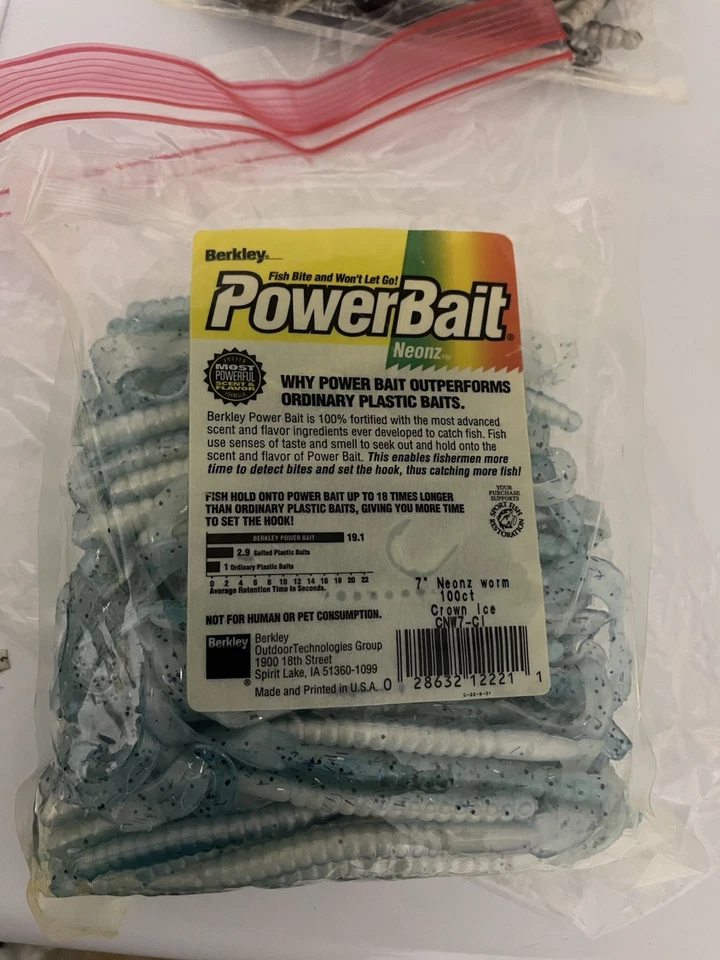 Berkley®
Fish Bite and Won't Let Go!
PowerBait®
Neonz™
PROVEN
MOST
POWERFUL
SCENT &
FLAVOR
FORMULA
WHY POWER BAIT OUTPERFORMS
ORDINARY PLASTIC BAITS.
Berkley Power Bait is 100% fortified with the most advanced
scent and flavor ingredients ever developed to catch fish. Fish
use senses of taste and smell to seek out and hold onto the
scent and flavor of Power Bait. This enables fishermen more
time to detect bites and set the hook, thus catching more fish!
FISH HOLD ONTO POWER BAIT UP TO 18 TIMES LONGER
THAN ORDINARY PLASTIC BAITS, GIVING YOU MORE TIME
TO SET THE HOOK!
YOUR
PURCHASE
SUPPORTS
SPORT FISH
RESTORATION
BERKLEY POWER BAIT 19.1
2.9 Salted Plastic Baits
1 Ordinary Plastic Baits
0 2 4 6 8 10 12 14 16 18 20 22
Average Retention Time in Seconds.
7" Neonz worm
100ct
Crown Ice
CNW7-CI
NOT FOR HUMAN OR PET CONSUMPTION.
Berkley®
Berkley
OutdoorTechnologies Group
1900 18th Street
Spirit Lake, IA 51360-1099
Made and Printed in U.S.A.
0 28632 12221 1